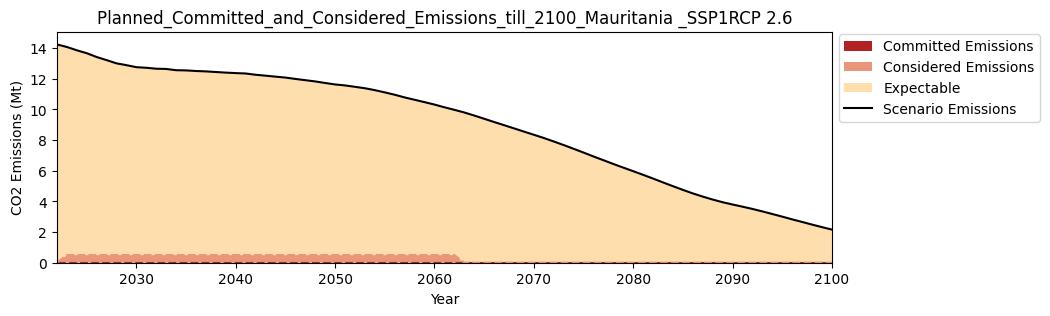 Planned_Committed_and_Considered_Emissions_till_2100_Mauritania _SSP1RCP 2.6
14
12
10
8
6
4
2
0
CO2 Emissions (Mt)
2030 2040 2050 2060 2070 2080 2090 2100
Year
Committed Emissions
Considered Emissions
Expectable
Scenario Emissions